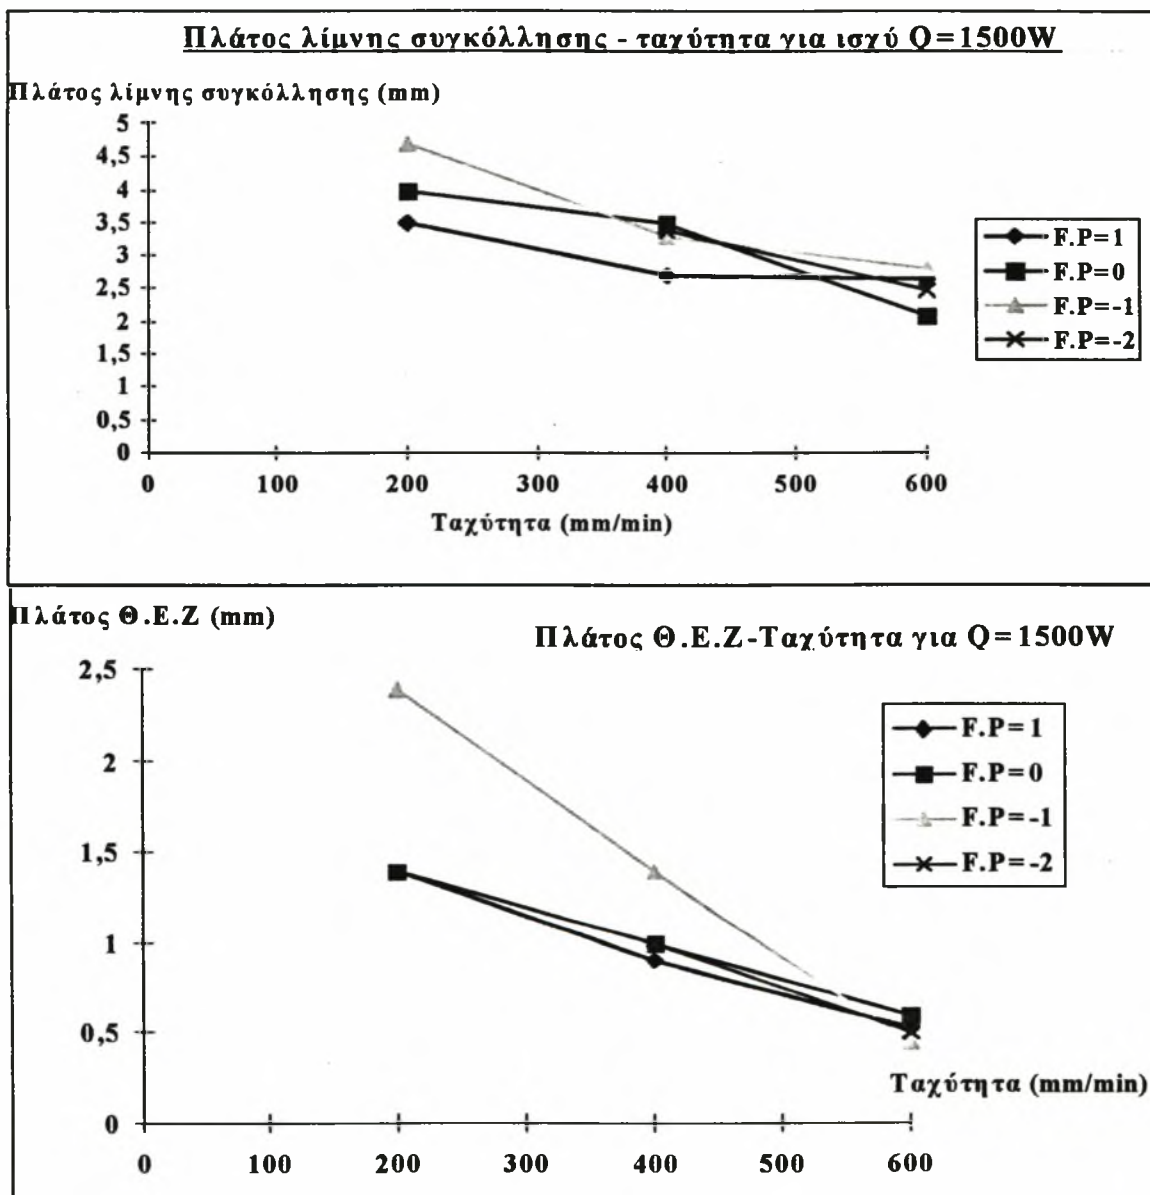 Πλάτος λίμνης συγκόλλησης - ταχύτητα για ισχύ Q=1500W
Πλάτος λίμνης συγκόλλησης (mm)
5
4,5
4
3,5
3
2,5
2
1,5
1
0,5
0
0 100 200 300 400 500 600
Ταχύτητα (mm/min)
F.P=1
F.P=0
F.P=-1
F.P=-2
Πλάτος Θ.Ε.Ζ (mm)
Πλάτος Θ.Ε.Ζ-Ταχύτητα για Q=1500W
2,5
2
1,5
1
0,5
0
F.P=1
F.P=0
F.P=-1
F.P=-2
Ταχύτητα (mm/min)
0 100 200 300 400 500 600